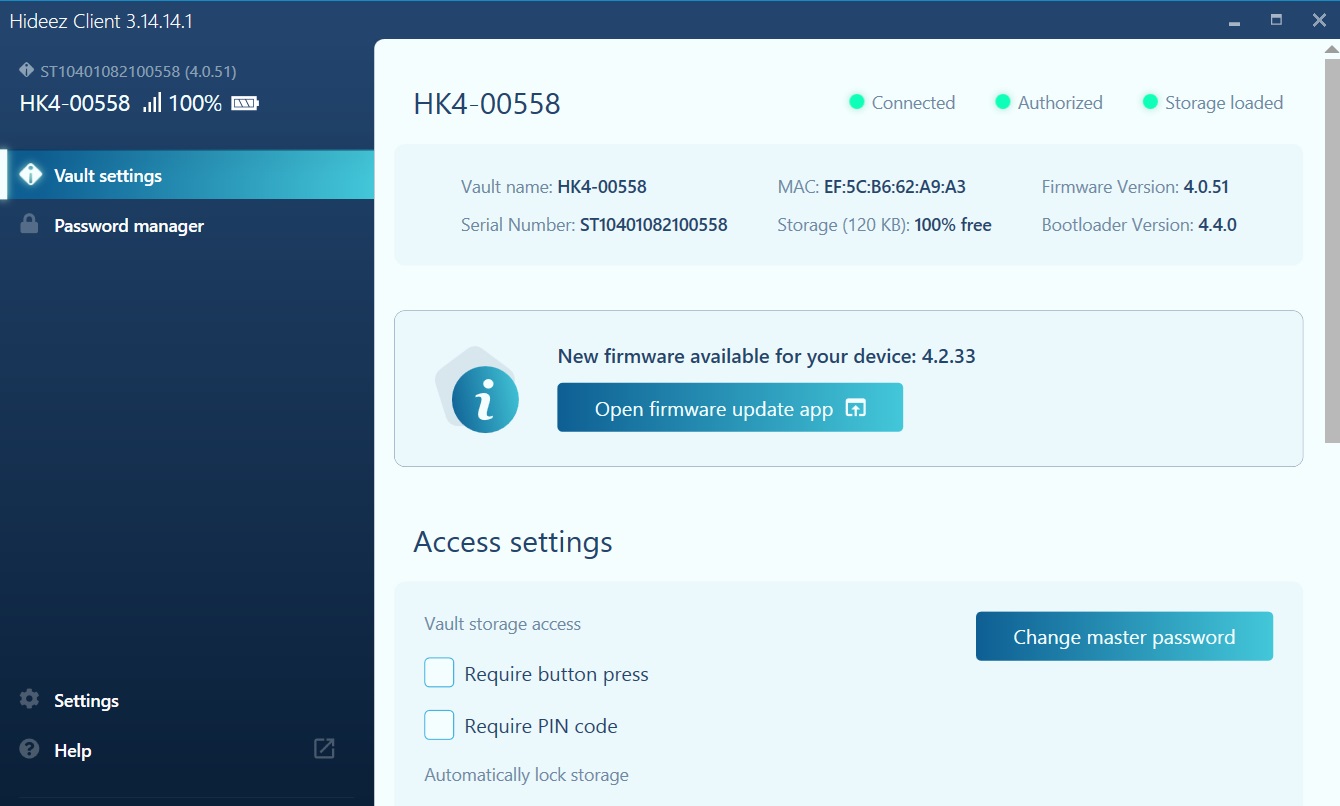 Hideez Client 3.14.14.1
ST10401082100558 (4.0.51)
HK4-00558 100%
Vault settings
Password manager
Settings
Help
HK4-00558
Connected
Authorized
Storage loaded
Vault name: HK4-00558
MAC: EF:5C:B6:62:A9:A3
Firmware Version: 4.0.51
Serial Number: ST10401082100558
Storage (120 KB): 100% free
Bootloader Version: 4.4.0
New firmware available for your device: 4.2.33
Open firmware update app
Access settings
Vault storage access
Change master password
Require button press
Require PIN code
Automatically lock storage